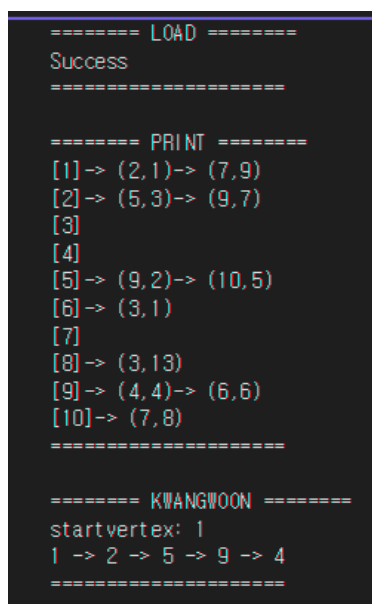 ======== LOAD ========
Success
=====================
======== PRINT ========
[1]-> (2,1)-> (7,9)
[2]-> (5,3)-> (9,7)
[3]
[4]
[5]-> (9,2)-> (10,5)
[6]-> (3,1)
[7]
[8]-> (3,13)
[9]-> (4,4)-> (6,6)
[10]-> (7,8)
=====================
======== KWANGWOON ========
startvertex: 1
1 -> 2 -> 5 -> 9 -> 4
=====================